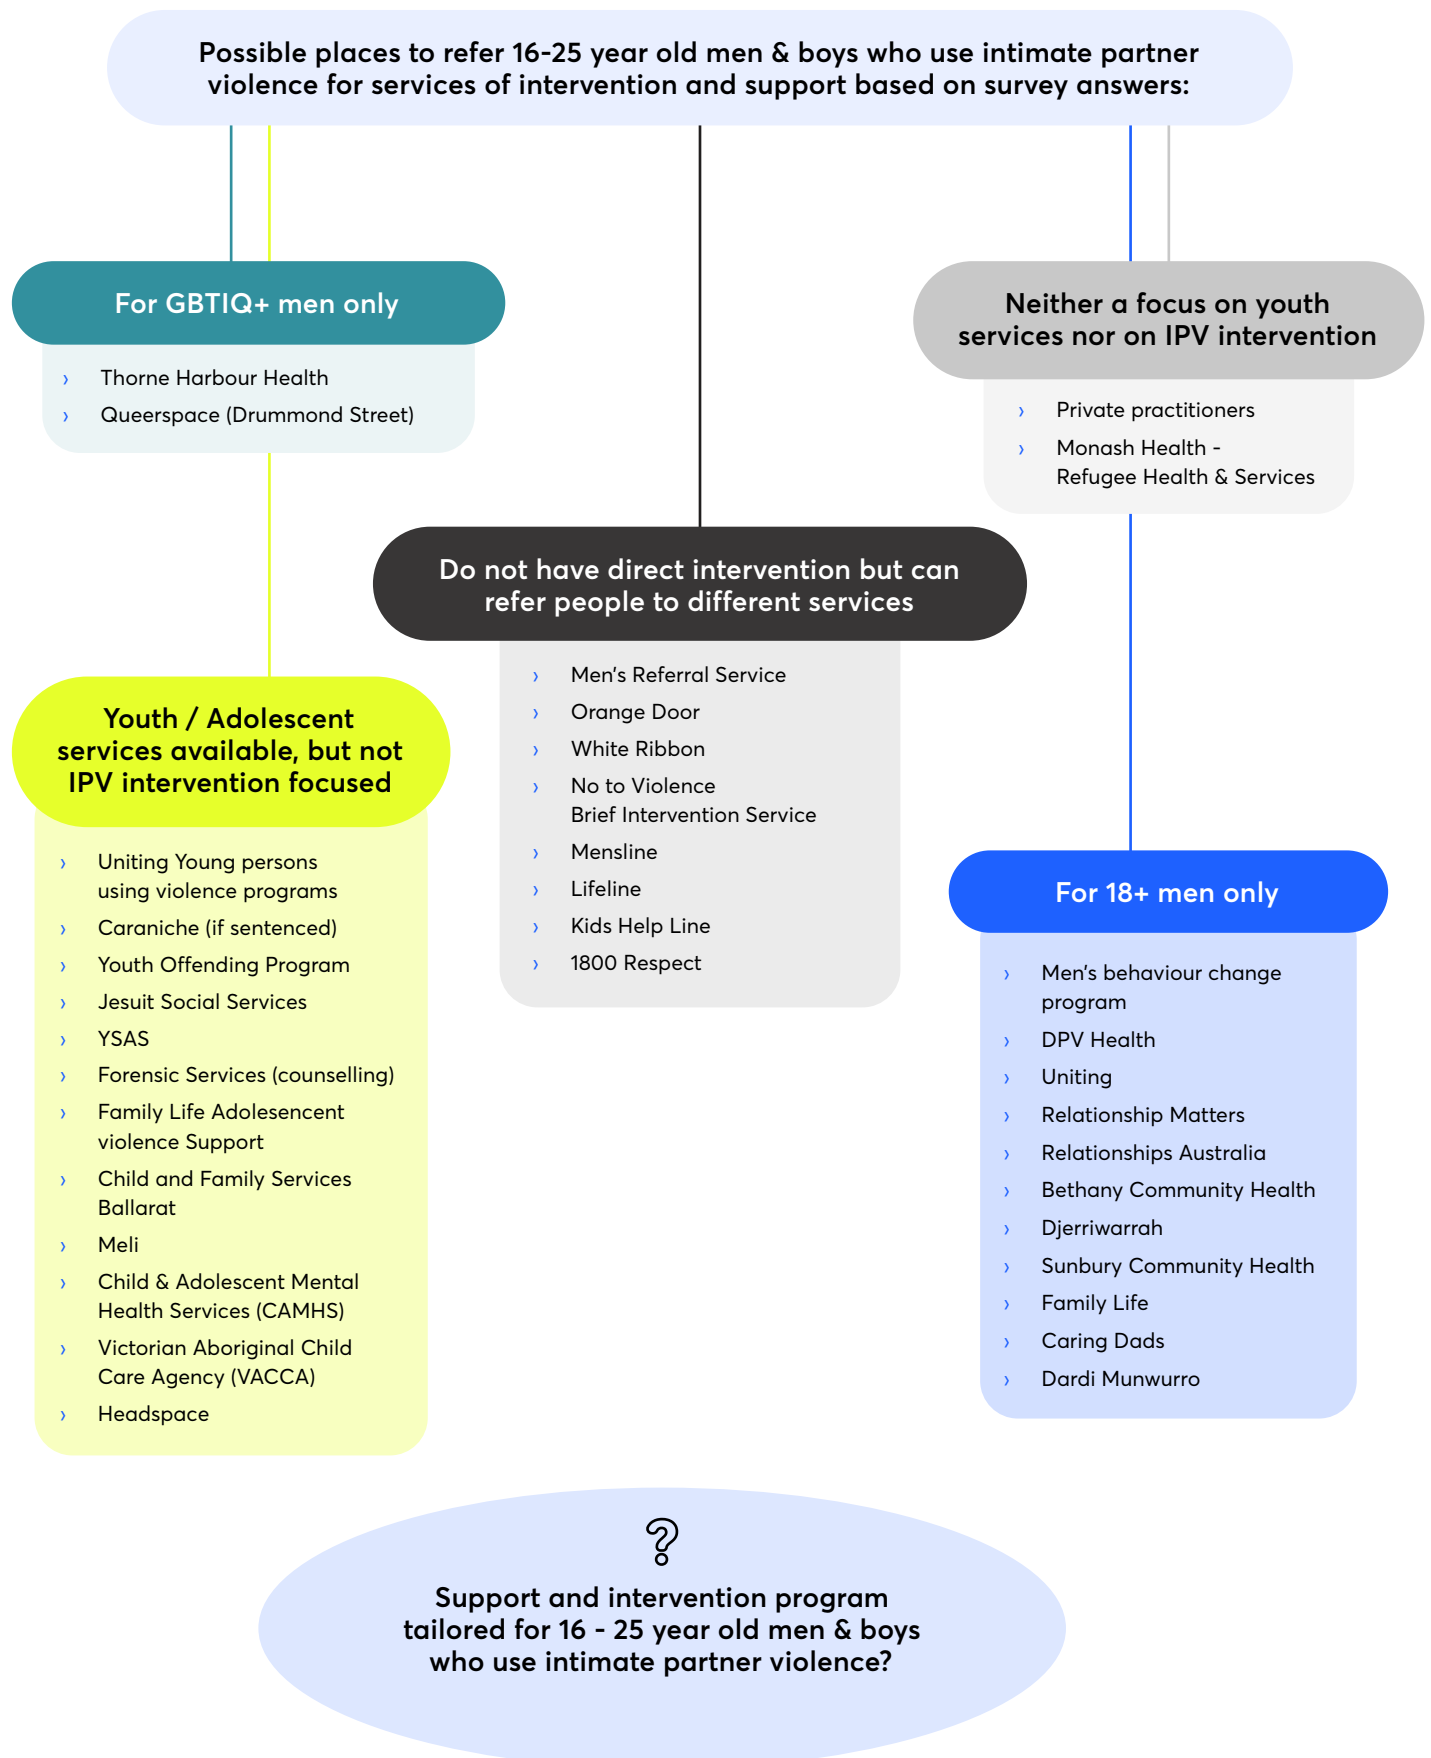 Possible places to refer 16-25 year old men & boys who use intimate partner
violence for services of intervention and support based on survey answers:
For GBTIQ+ men only
› Thorne Harbour Health
› Queerspace (Drummond Street)
Neither a focus on youth
services nor on IPV intervention
› Private practitioners
› Monash Health -
Refugee Health & Services
Do not have direct intervention but can
refer people to different services
› Men's Referral Service
› Orange Door
› White Ribbon
› No to Violence
Brief Intervention Service
› Mensline
› Lifeline
› Kids Help Line
› 1800 Respect
Youth / Adolescent
services available, but not
IPV intervention focused
› Uniting Young persons
using violence programs
› Caraniche (if sentenced)
› Youth Offending Program
› Jesuit Social Services
› YSAS
› Forensic Services (counselling)
› Family Life Adolesencent
violence Support
› Child and Family Services
Ballarat
› Meli
› Child & Adolescent Mental
Health Services (CAMHS)
› Victorian Aboriginal Child
Care Agency (VACCA)
› Headspace
For 18+ men only
› Men's behaviour change
program
› DPV Health
› Uniting
› Relationship Matters
› Relationships Australia
› Bethany Community Health
› Djerriwarrah
› Sunbury Community Health
› Family Life
› Caring Dads
› Dardi Munwurro
?
Support and intervention program
tailored for 16 - 25 year old men & boys
who use intimate partner violence?